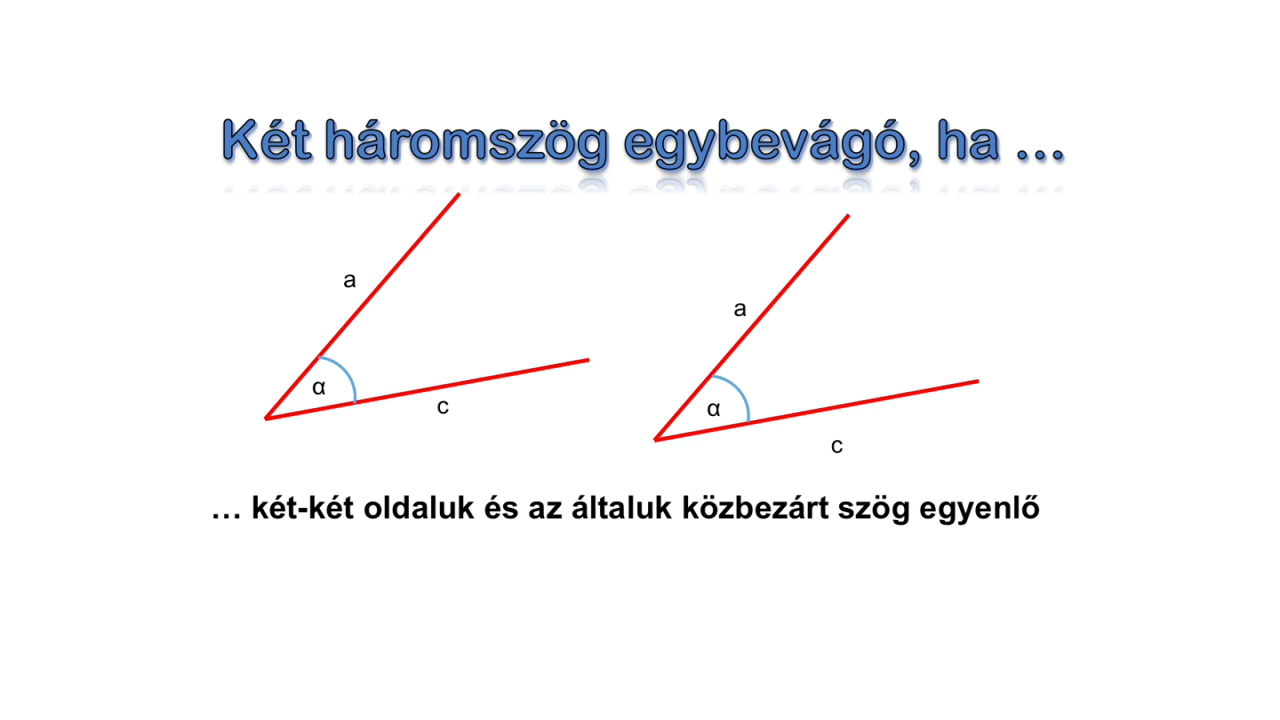 Két háromszög egybevágó, ha …
a
a
α
c
α
c
… két-két oldaluk és az általuk közbezárt szög egyenlő